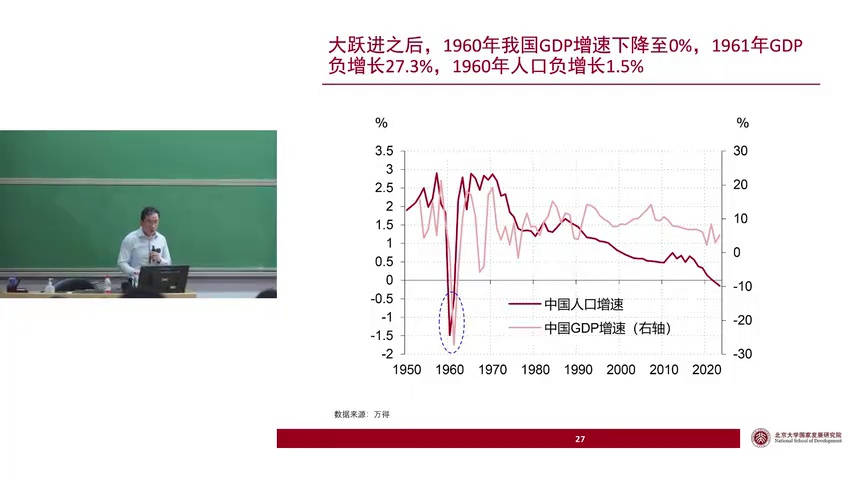 大跃进之后，1960年我国GDP增速下降至0%，1961年GDP
负增长27.3%，1960年人口负增长1.5%
%
%
3.5
3
2.5
2
1.5
1
0.5
0
-0.5
-1
-1.5
-2
30
20
10
0
-10
-20
-30
中国人口增速
中国GDP增速（右轴）
1950 1960 1970 1980 1990 2000 2010 2020
数据来源：万得
27
北京大学国家发展研究院
National School of Development